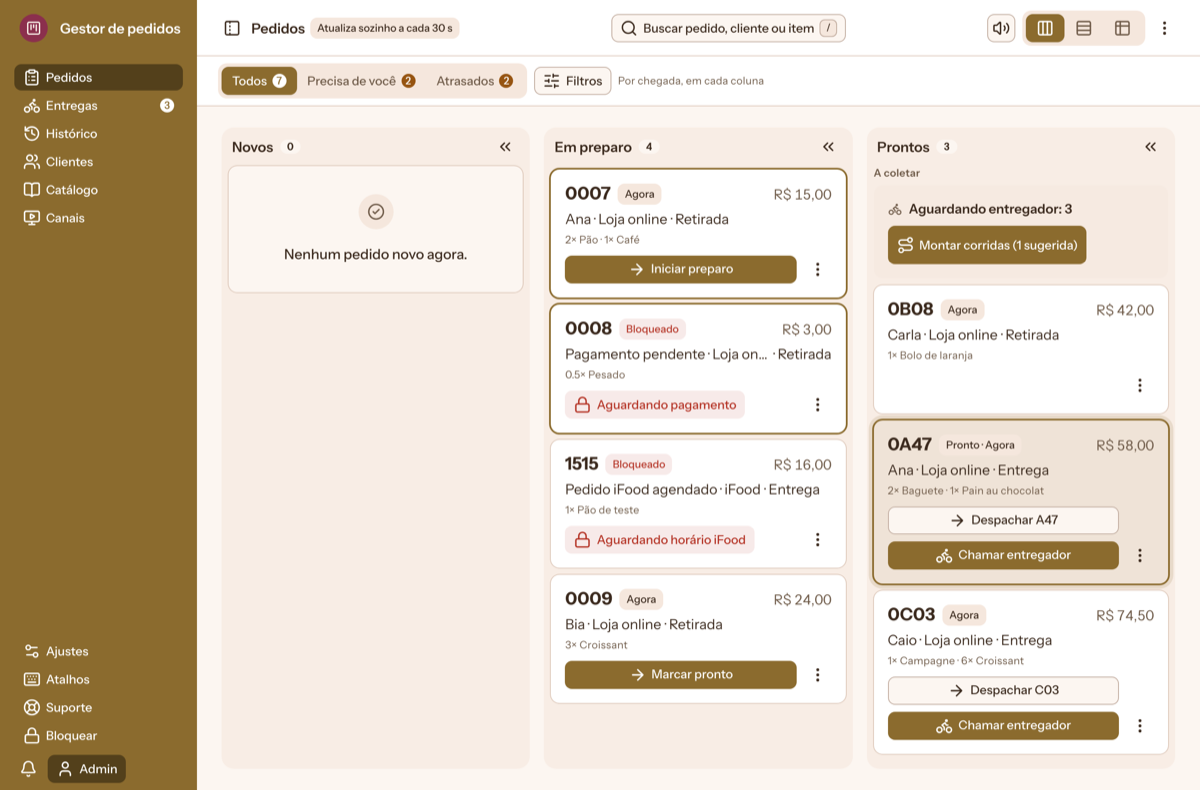 Gestor de pedidos
Pedidos
Entregas 3
Histórico
Clientes
Catálogo
Canais
Ajustes
Atalhos
Suporte
Bloquear
Admin
Pedidos Atualiza sozinho a cada 30 s
Buscar pedido, cliente ou item /
Todos 7 Precisa de você 2 Atrasados 2 Filtros Por chegada, em cada coluna
Novos 0
Nenhum pedido novo agora.
Em preparo 4
0007 Agora R$ 15,00
Ana · Loja online · Retirada
2× Pão · 1× Café
Iniciar preparo
0008 Bloqueado R$ 3,00
Pagamento pendente · Loja on... · Retirada
0.5× Pesado
Aguardando pagamento
1515 Bloqueado R$ 16,00
Pedido iFood agendado · iFood · Entrega
1× Pão de teste
Aguardando horário iFood
0009 Agora R$ 24,00
Bia · Loja online · Retirada
3× Croissant
Marcar pronto
Prontos 3
A coletar
Aguardando entregador: 3
Montar corridas (1 sugerida)
0B08 Agora R$ 42,00
Carla · Loja online · Retirada
1× Bolo de laranja
0A47 Pronto · Agora R$ 58,00
Ana · Loja online · Entrega
2× Baguete · 1× Pain au chocolat
Despachar A47
Chamar entregador
0C03 Agora R$ 74,50
Caio · Loja online · Entrega
1× Campagne · 6× Croissant
Despachar C03
Chamar entregador